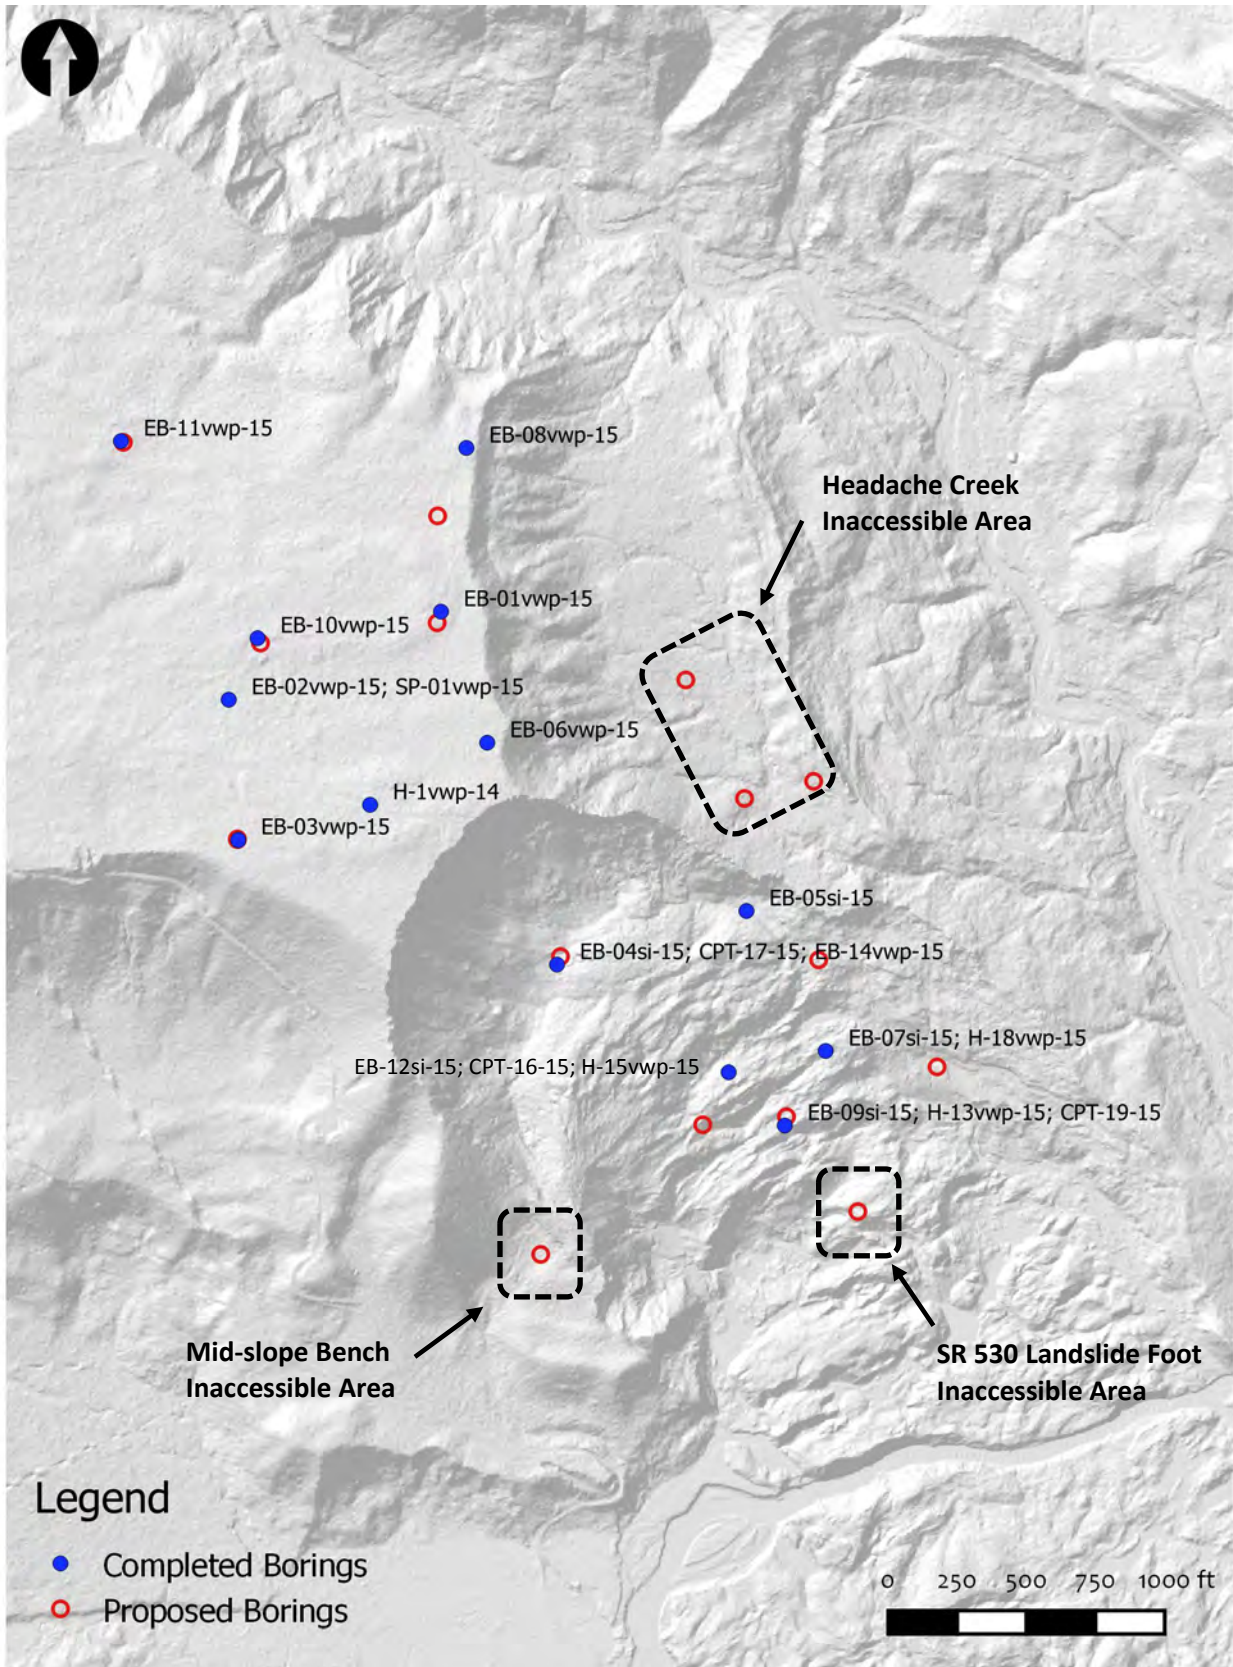 EB-11vwp-15
EB-08vwp-15
Headache Creek
Inaccessible Area
EB-01vwp-15
EB-10vwp-15
EB-02vwp-15; SP-01vwp-15
EB-06vwp-15
H-1vwp-14
EB-03vwp-15
EB-05si-15
EB-04si-15; CPT-17-15; EB-14vwp-15
EB-07si-15; H-18vwp-15
EB-12si-15; CPT-16-15; H-15vwp-15
EB-09si-15; H-13vwp-15; CPT-19-15
Mid-slope Bench
Inaccessible Area
SR 530 Landslide Foot
Inaccessible Area
Legend
Completed Borings
Proposed Borings
0 250 500 750 1000 ft